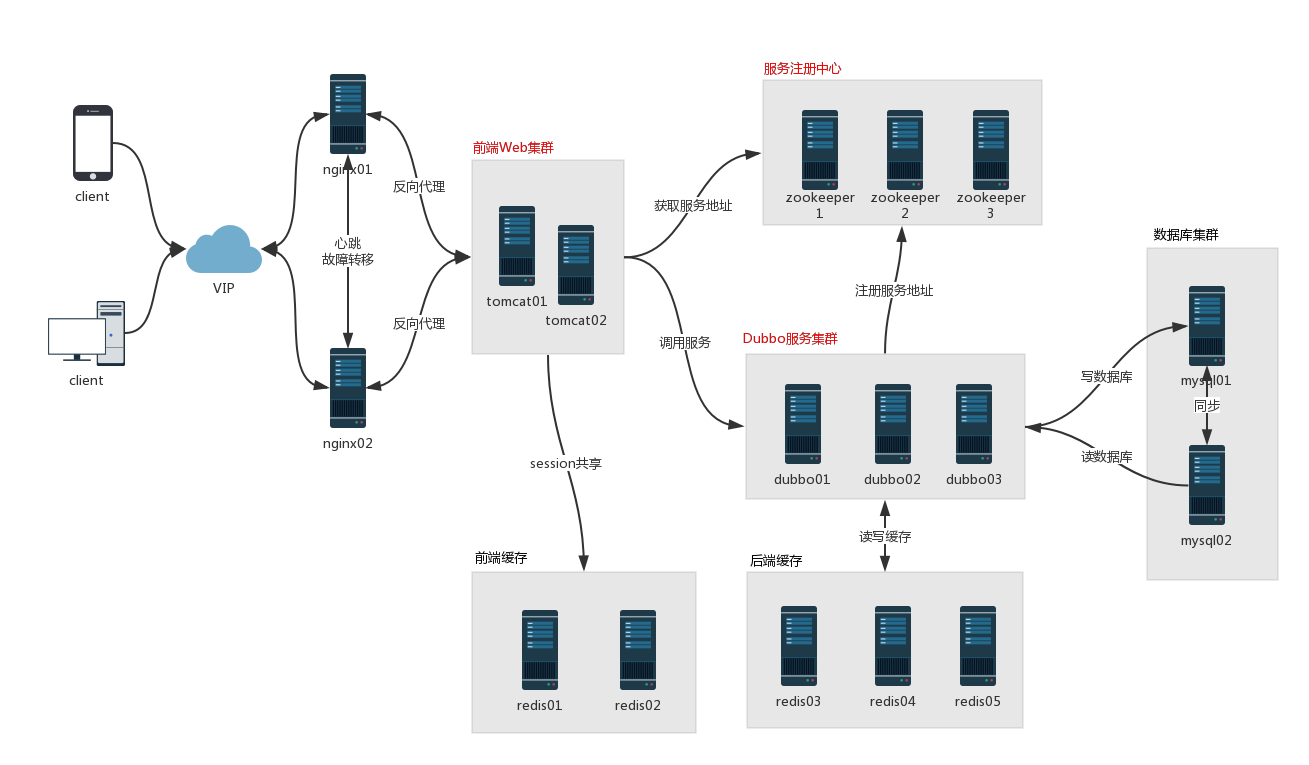 client
client
VIP
nginx01
心跳
故障转移
nginx02
反向代理
反向代理
前端Web集群
tomcat01
tomcat02
session共享
前端缓存
redis01
redis02
获取服务地址
调用服务
服务注册中心
zookeeper
1
zookeeper
2
zookeeper
3
注册服务地址
Dubbo服务集群
dubbo01
dubbo02
dubbo03
读写缓存
后端缓存
redis03
redis04
redis05
写数据库
读数据库
数据库集群
mysql01
同步
mysql02